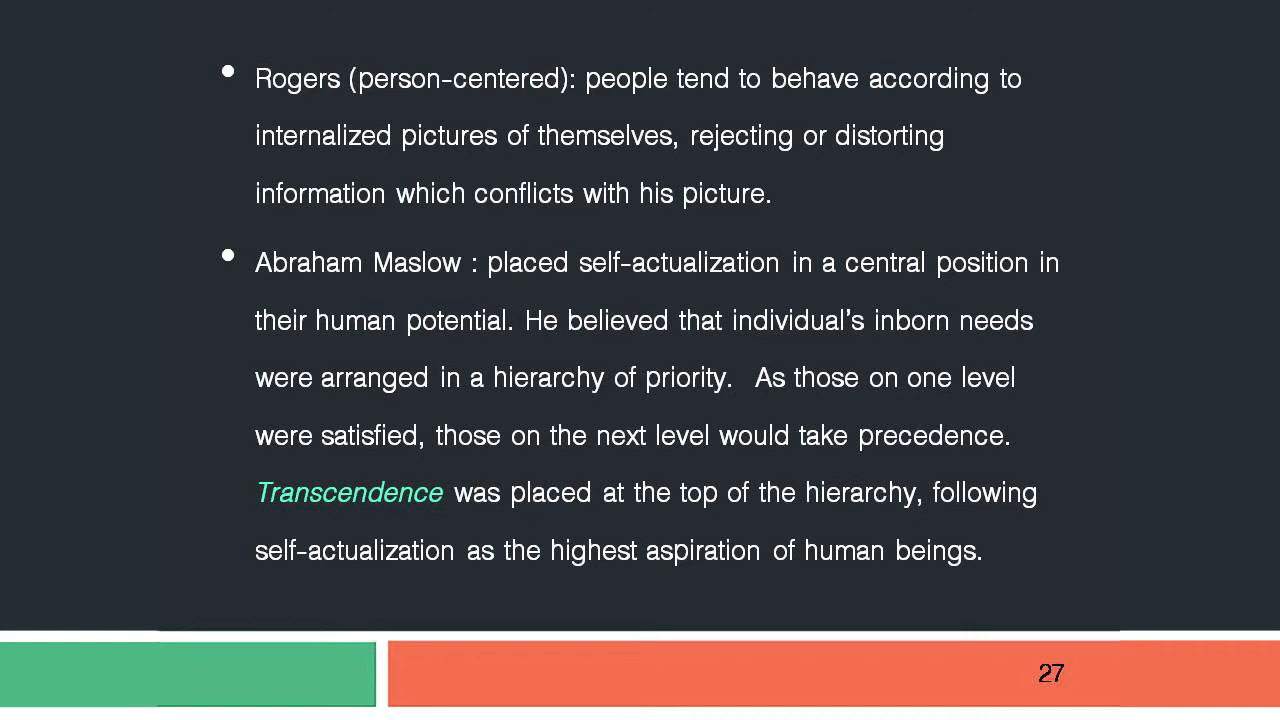 • Rogers (person-centered): people tend to behave according to
internalized pictures of themselves, rejecting or distorting
information which conflicts with his picture.
• Abraham Maslow : placed self-actualization in a central position in
their human potential. He believed that individual's inborn needs
were arranged in a hierarchy of priority.  As those on one level
were satisfied, those on the next level would take precedence.
Transcendence was placed at the top of the hierarchy, following
self-actualization as the highest aspiration of human beings.
27